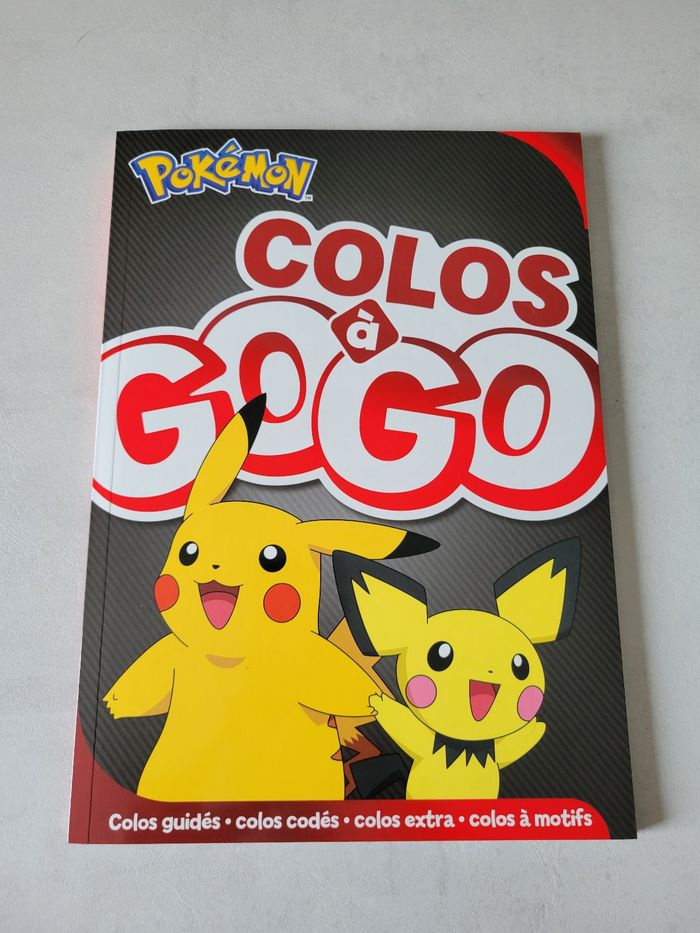 POKéMON
COLOS
à
GOGO
Colos guidés • colos codés • colos extra • colos à motifs